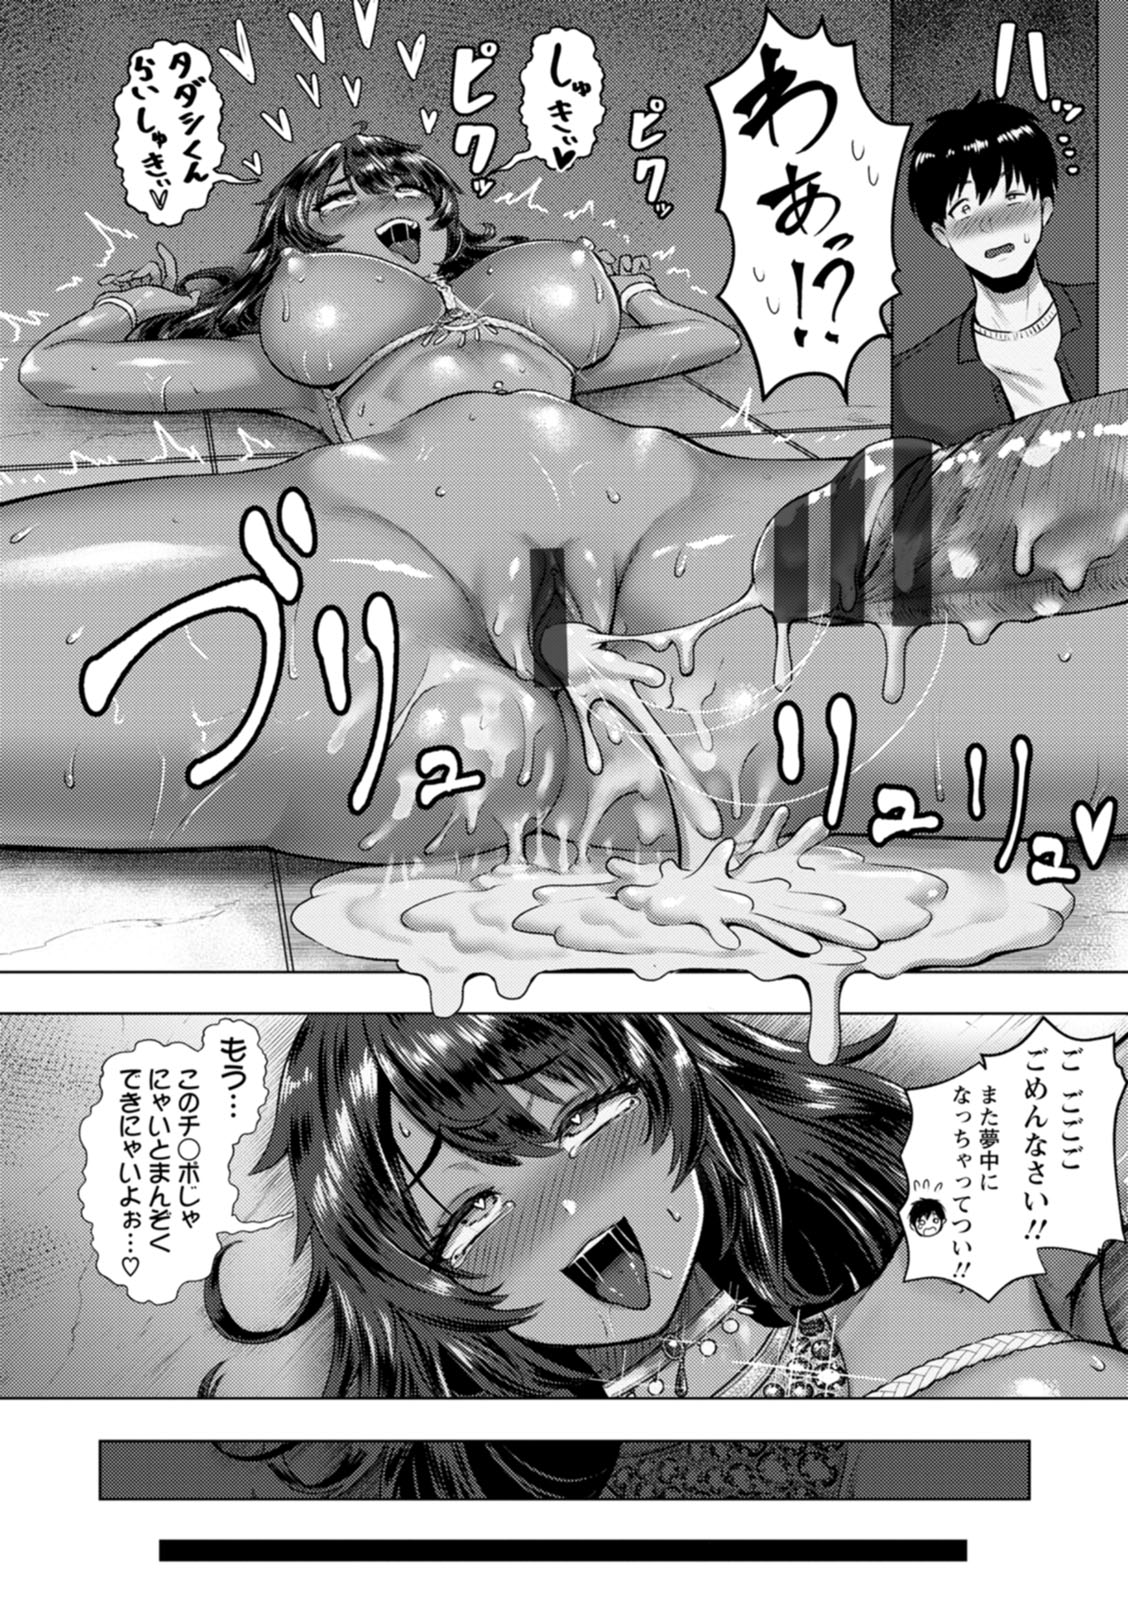 ハッ
わあっ!?
しゅきぃ♥
ビクッ
ビクッ
タダシくん
らいしゅきぃ♡
ブリュ
リュリュ♥
ご ごごご
ごめんなさい!!
また夢中に
なっちゃってつい!!
もう…
このチ○ポじゃ
にゃいとまんぞく
できにゃいよぉ…♡